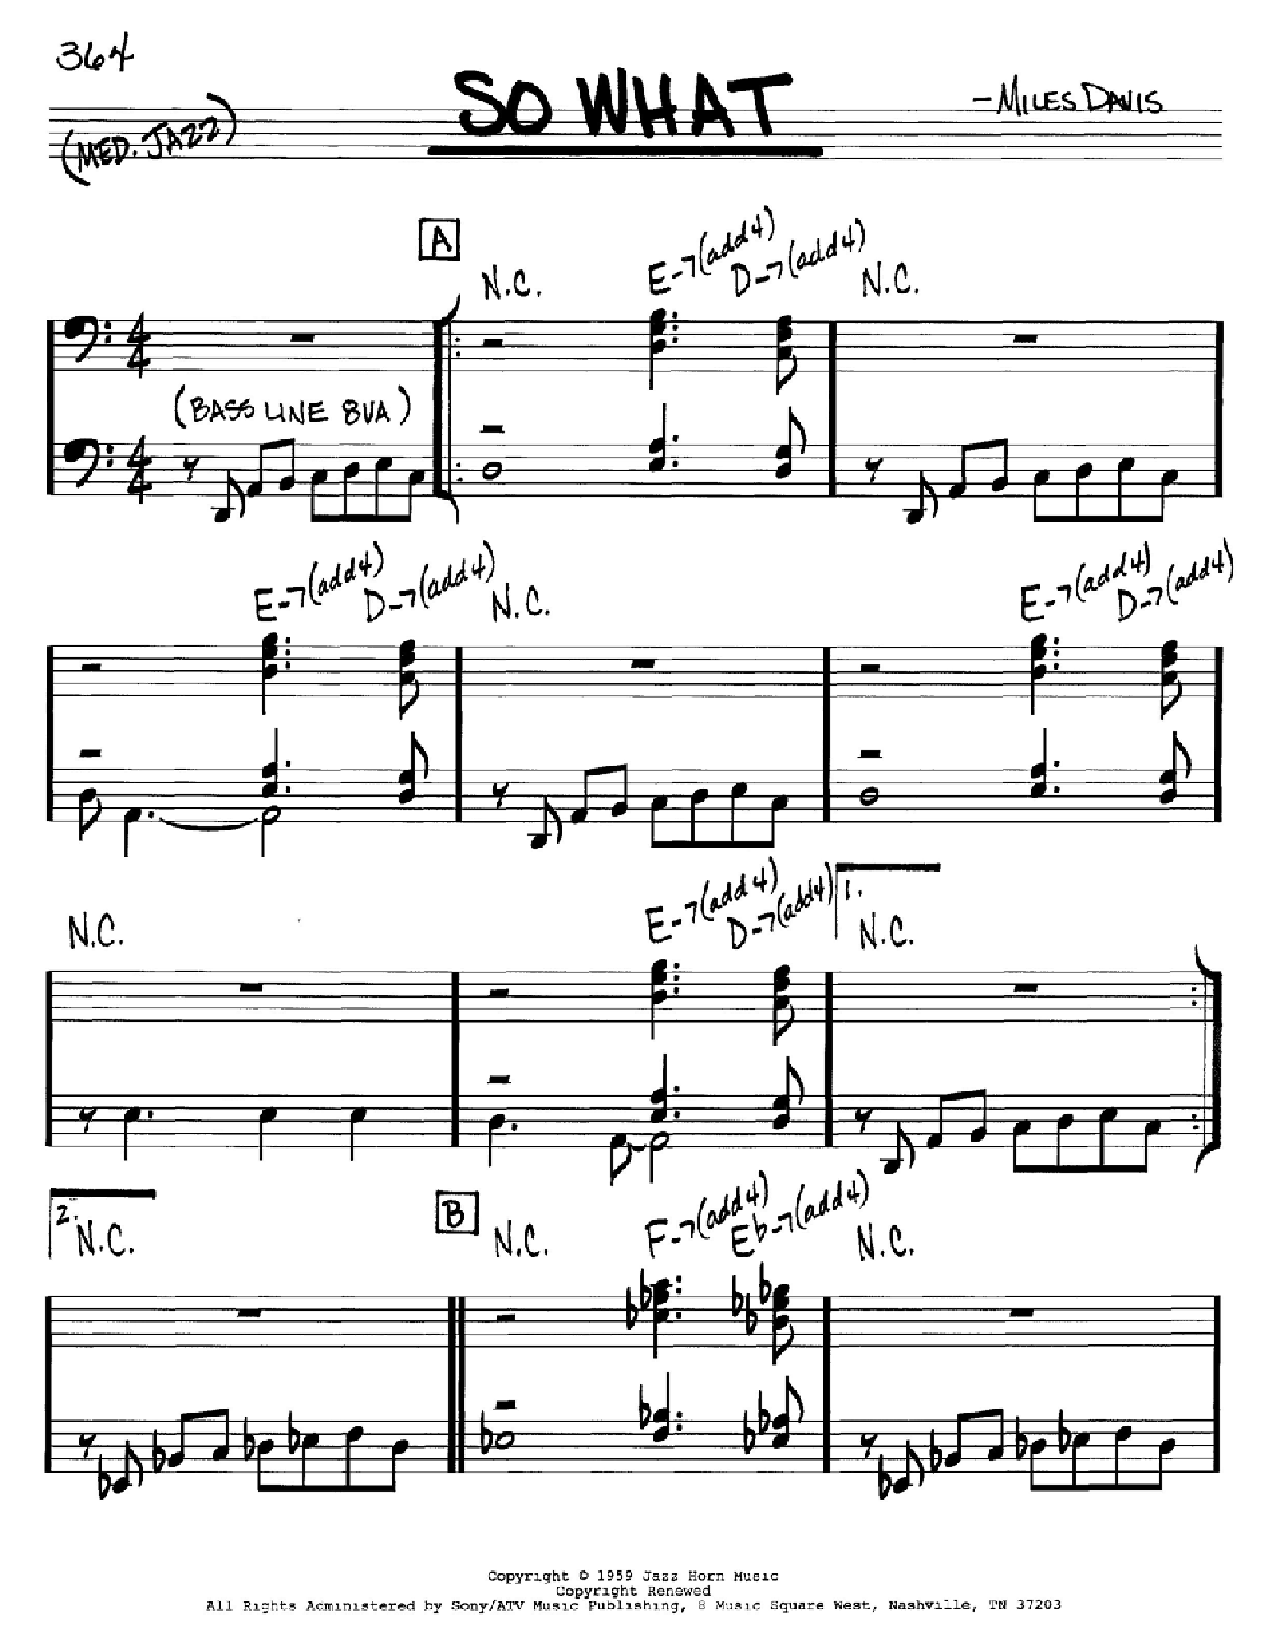 364
SO WHAT
– MILES DAVIS
(MED. JAZZ)
A
N.C. E-7(add4) D-7(add4) N.C.
(BASS LINE 8VA)
E-7(add4) D-7(add4) N.C. E-7(add4) D-7(add4)
N.C. E-7(add4) D-7(add4) 1. N.C.
2. N.C. B N.C. F-7(add4) Eb-7(add4) N.C.
Copyright © 1959 Jazz Horn Music
Copyright Renewed
All Rights Administered by Sony/ATV Music Publishing, 8 Music Square West, Nashville, TN 37203